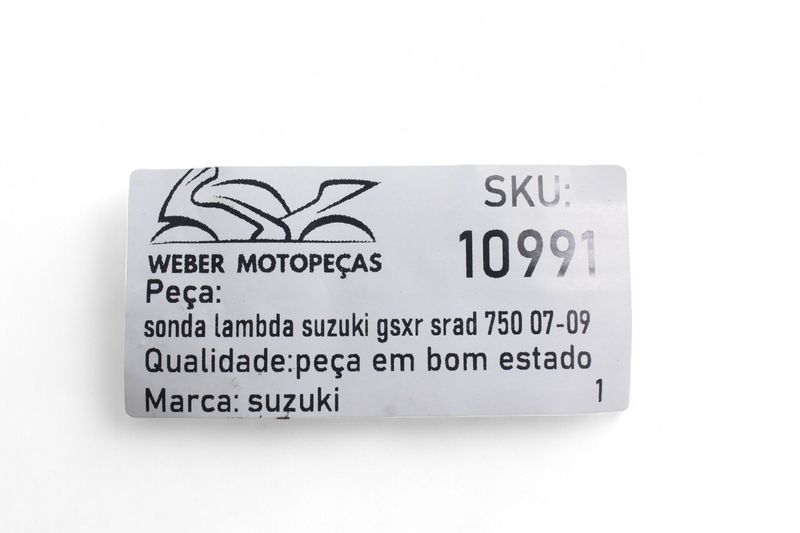 WEBER MOTOPEÇAS
SKU:
10991
Peça:
sonda lambda suzuki gsxr srad 750 07-09
Qualidade:peça em bom estado
Marca: suzuki
1